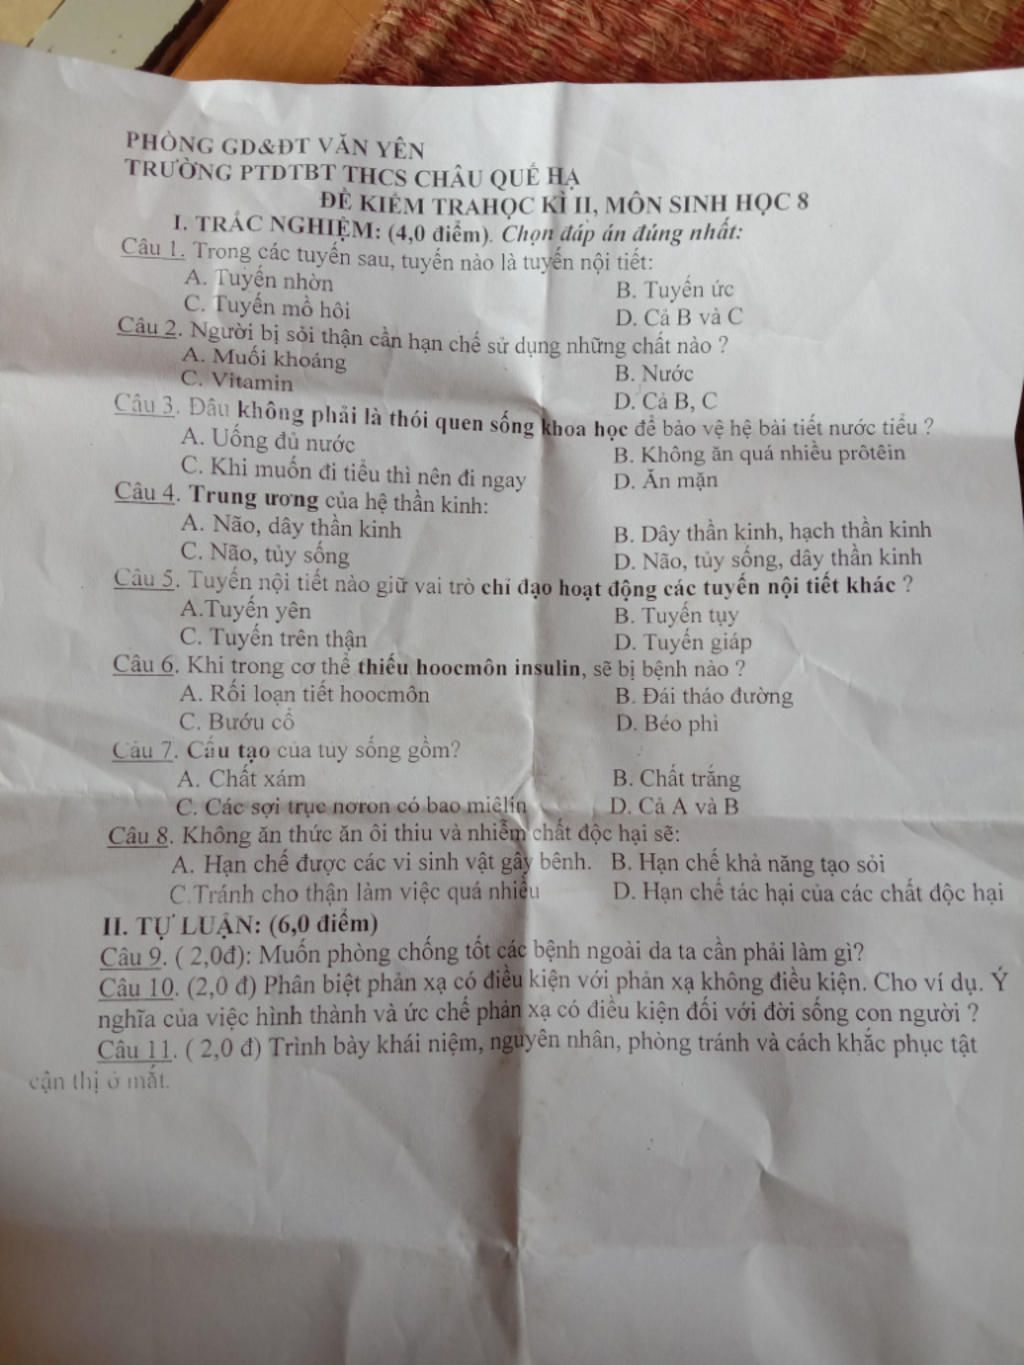 PHÒNG GD&ĐT VĂN YÊN
TRƯỜNG PTDTBT THCS CHÂU QUẾ HẠ
ĐỀ KIỂM TRAHỌC KÌ II, MÔN SINH HỌC 8
I. TRẮC NGHIỆM: (4,0 điểm). Chọn đáp án đúng nhất:
Câu 1. Trong các tuyến sau, tuyến nào là tuyến nội tiết:
A. Tuyến nhờn B. Tuyến ức
C. Tuyến mồ hôi D. Cả B và C
Câu 2. Người bị sỏi thận cần hạn chế sử dụng những chất nào ?
A. Muối khoáng B. Nước
C. Vitamin D. Cả B, C
Câu 3. Đâu không phải là thói quen sống khoa học để bảo vệ hệ bài tiết nước tiểu ?
A. Uống đủ nước B. Không ăn quá nhiều prôtêin
C. Khi muốn đi tiểu thì nên đi ngay D. Ăn mặn
Câu 4. Trung ương của hệ thần kinh:
A. Não, dây thần kinh B. Dây thần kinh, hạch thần kinh
C. Não, tủy sống D. Não, tủy sống, dây thần kinh
Câu 5. Tuyến nội tiết nào giữ vai trò chỉ đạo hoạt động các tuyến nội tiết khác ?
A.Tuyến yên B. Tuyến tụy
C. Tuyến trên thận D. Tuyến giáp
Câu 6. Khi trong cơ thể thiếu hoocmôn insulin, sẽ bị bệnh nào ?
A. Rối loạn tiết hoocmôn B. Đái tháo đường
C. Bướu cổ D. Béo phì
Câu 7. Cấu tạo của tủy sống gồm?
A. Chất xám B. Chất trắng
C. Các sợi trục nơron có bao miêlin D. Cả A và B
Câu 8. Không ăn thức ăn ôi thiu và nhiễm chất độc hại sẽ:
A. Hạn chế được các vi sinh vật gây bênh. B. Hạn chế khả năng tạo sỏi
C.Tránh cho thận làm việc quá nhiều D. Hạn chế tác hại của các chất độc hại
II. TỰ LUẬN: (6,0 điểm)
Câu 9. ( 2,0đ): Muốn phòng chống tốt các bệnh ngoài da ta cần phải làm gì?
Câu 10. (2,0 đ) Phân biệt phản xạ có điều kiện với phản xạ không điều kiện. Cho ví dụ. Ý
nghĩa của việc hình thành và ức chế phản xạ có điều kiện đối với đời sống con người ?
Câu 11. ( 2,0 đ) Trình bày khái niệm, nguyên nhân, phòng tránh và cách khắc phục tật
cận thị ở mắt.